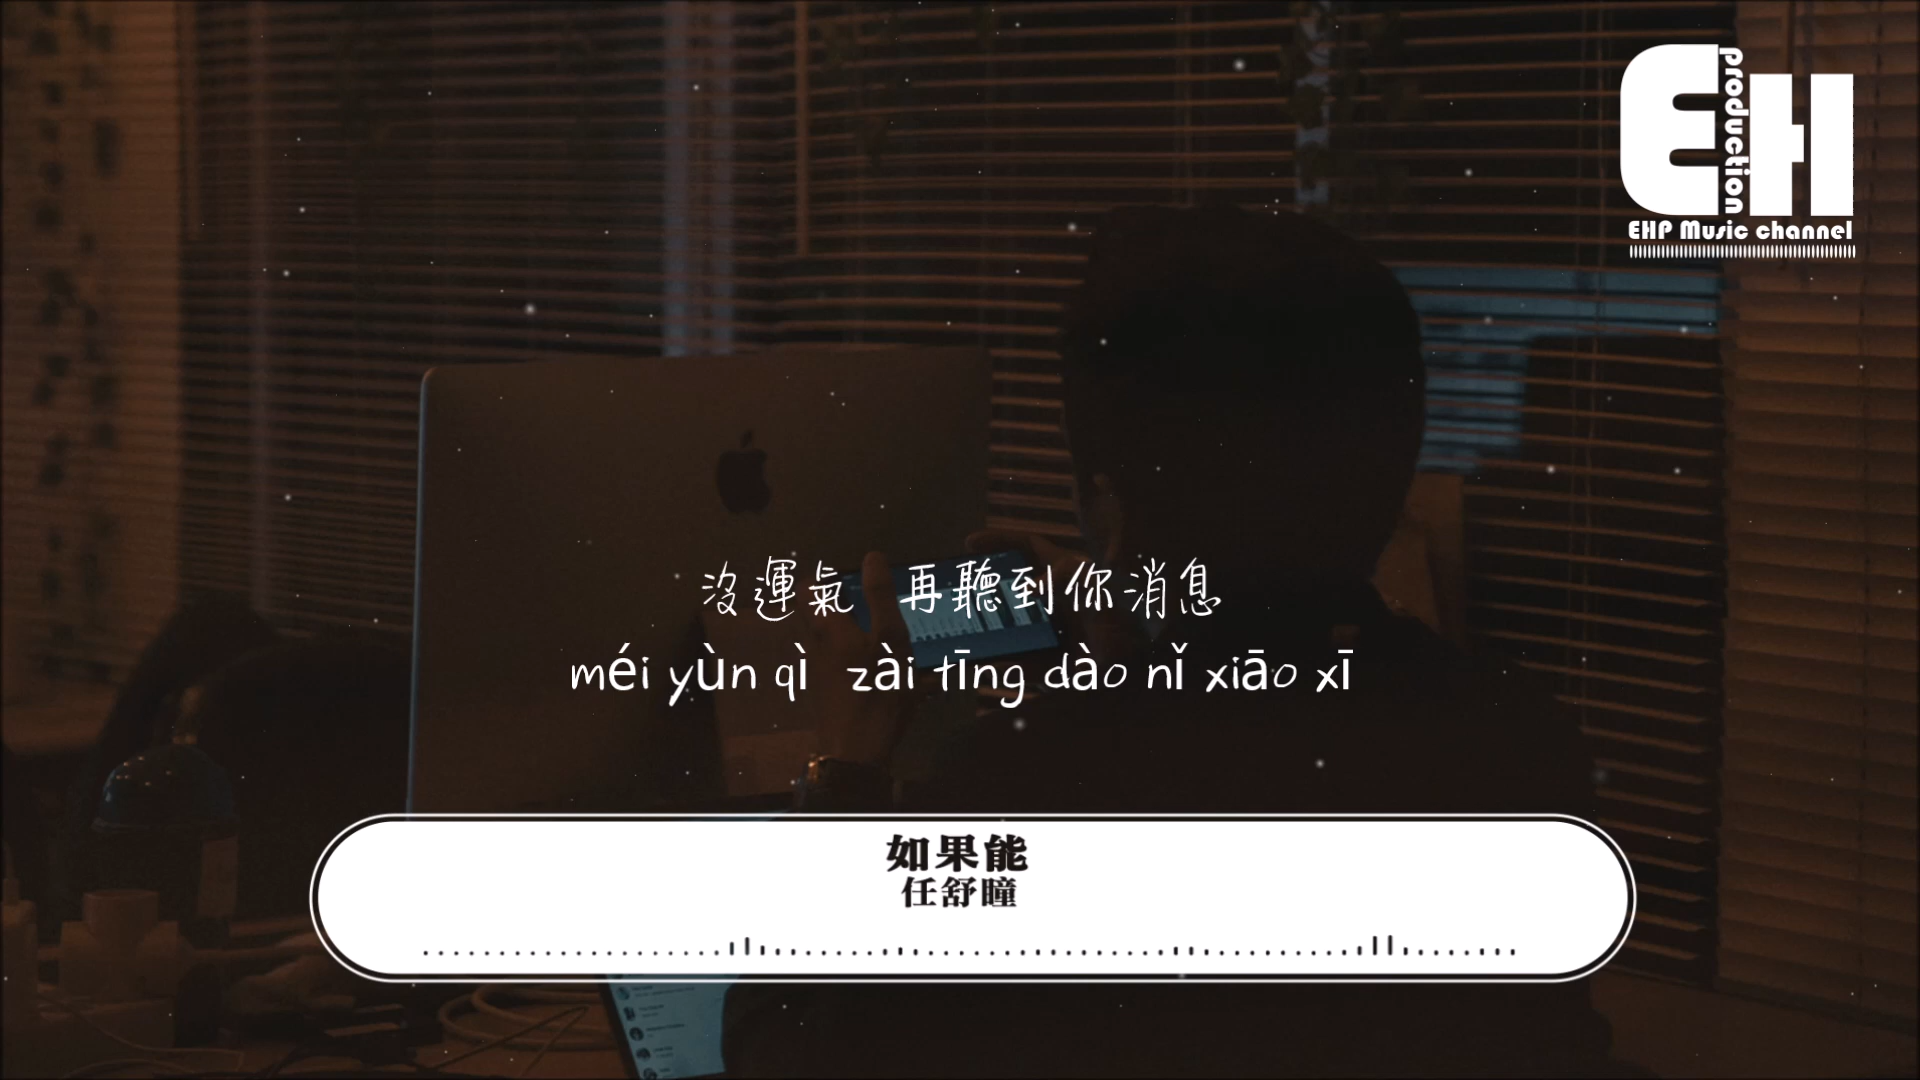 EH
production
EHP Music channel
沒運氣 再聽到你消息
méi yùn qì zài tīng dào nǐ xiāo xī
如果能
任舒瞳